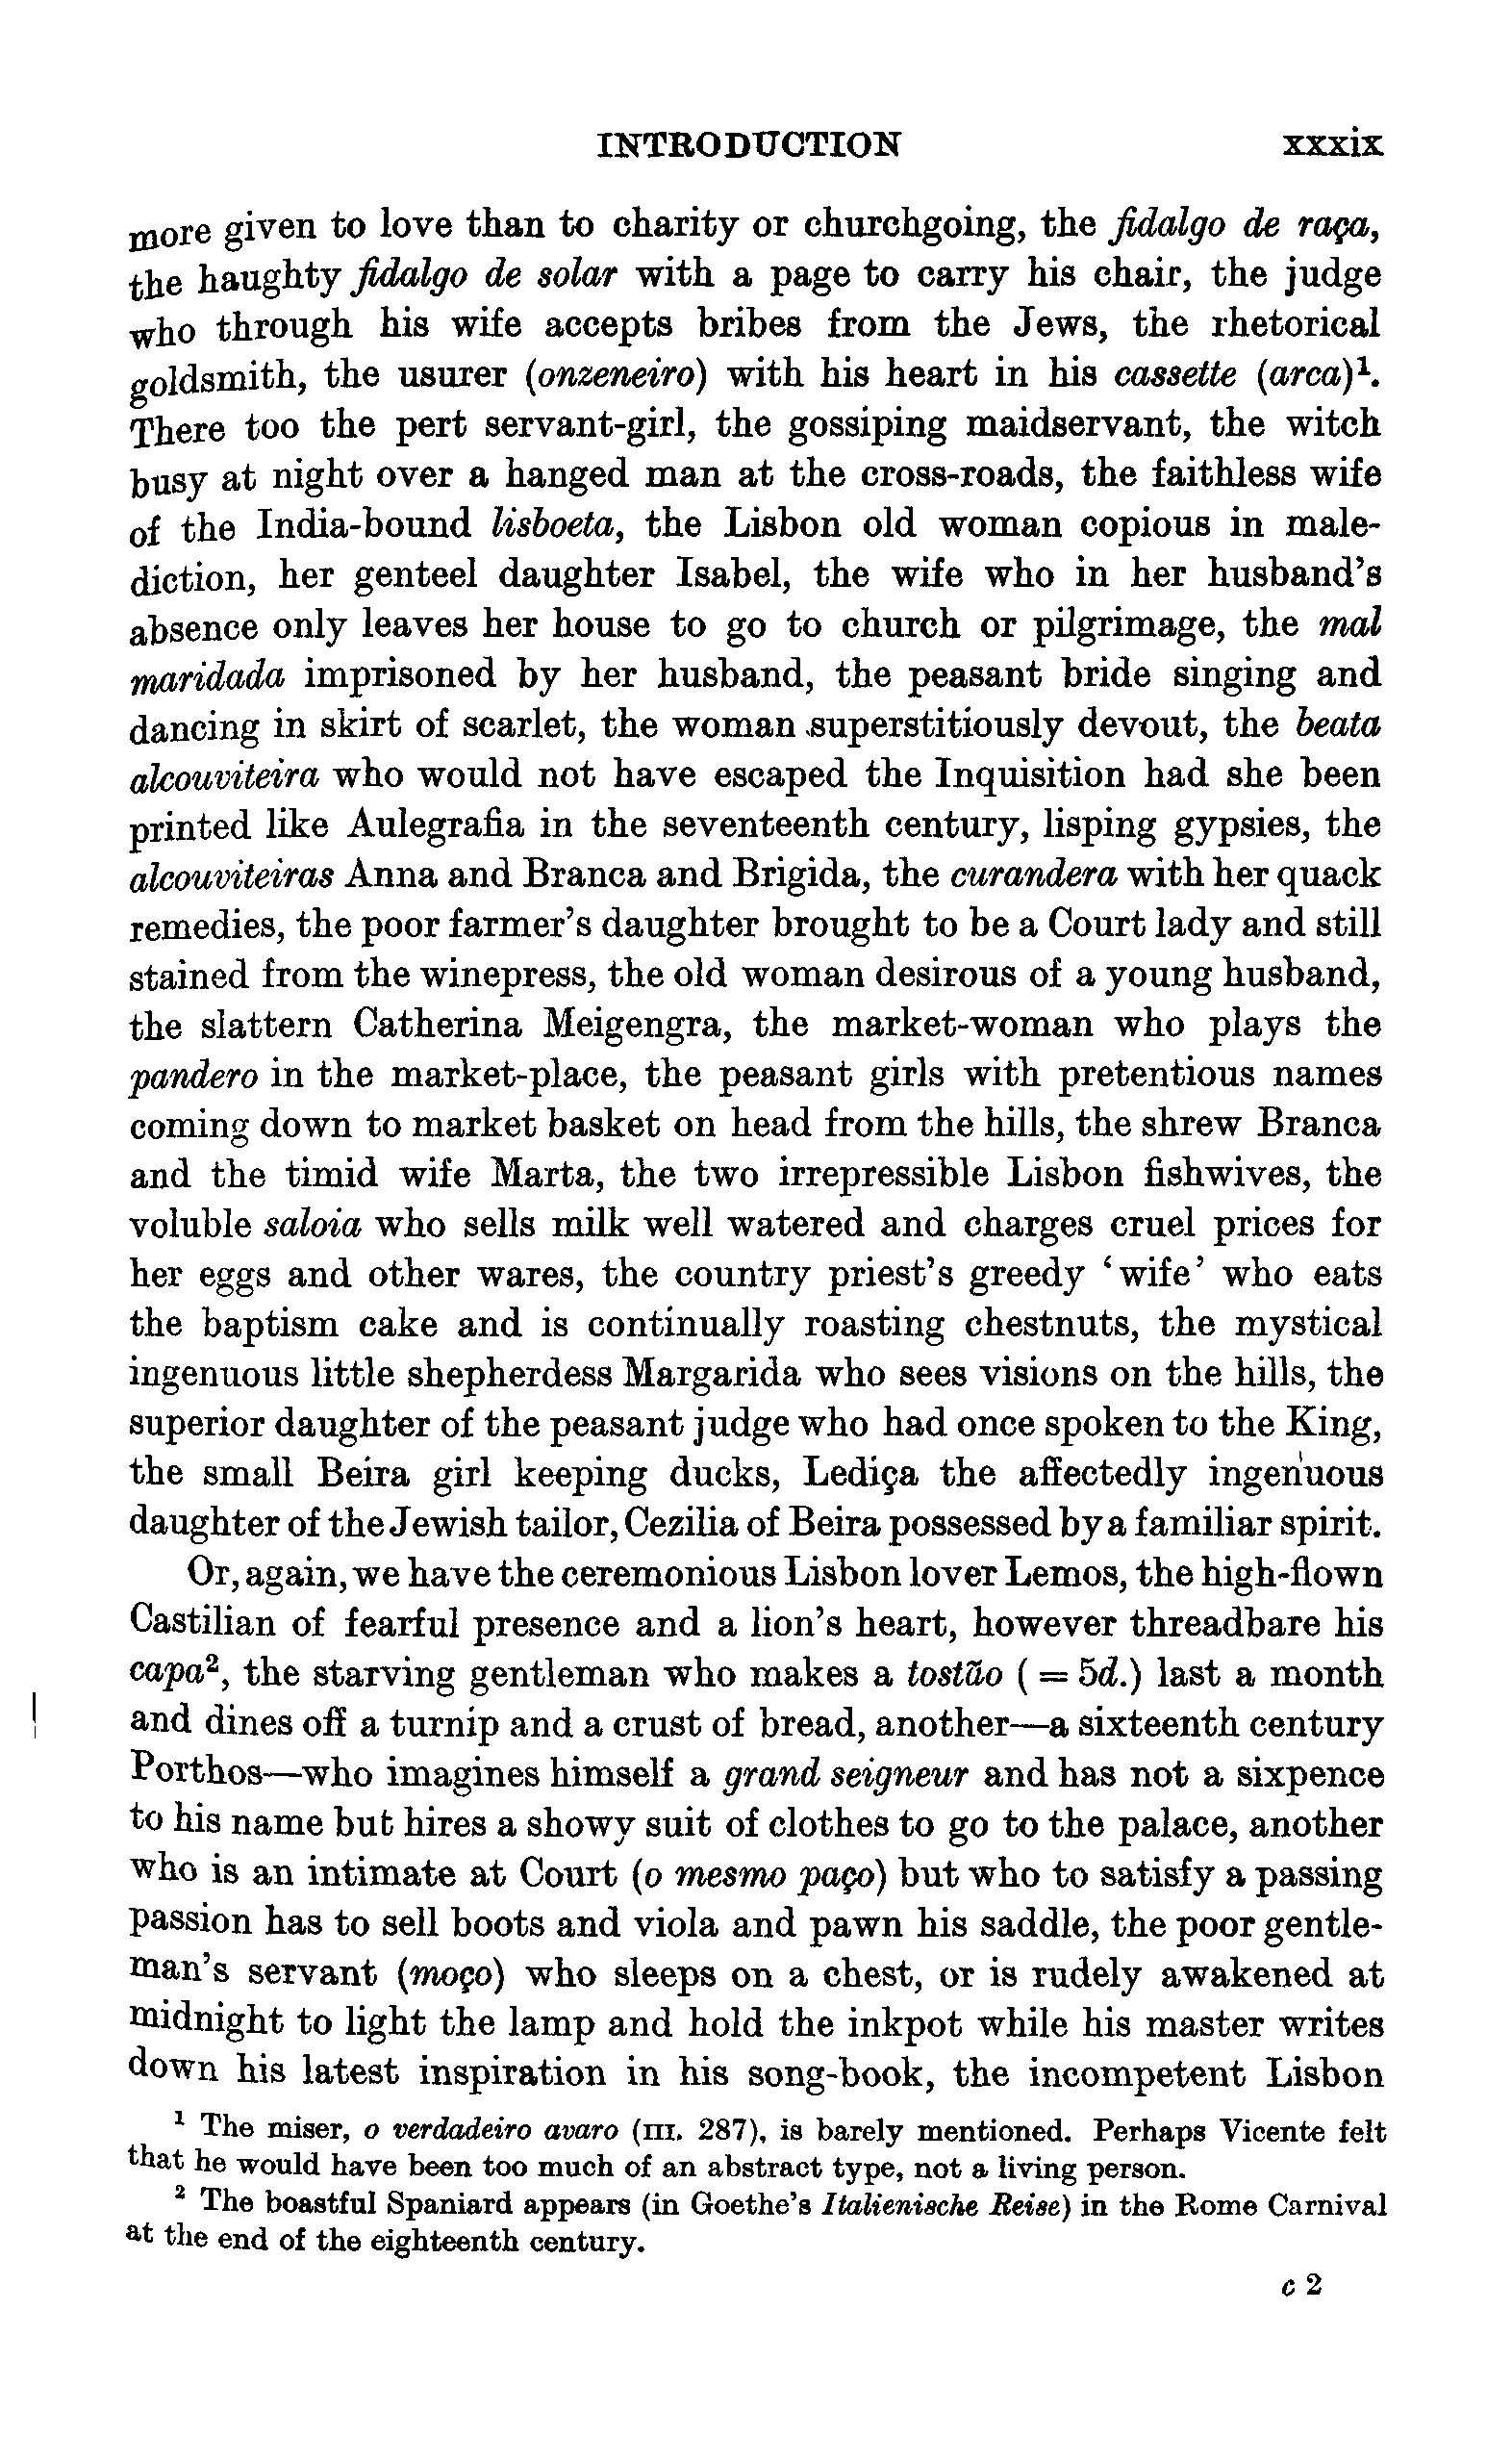 INTRODUCTION xxxix
more given to love than to charity or churchgoing, the fidalgo de raça,
the haughty fidalgo de solar with a page to carry his chair, the judge
who through his wife accepts bribes from the Jews, the rhetorical
goldsmith, the usurer (onzeneiro) with his heart in his cassette (arca)¹.
There too the pert servant-girl, the gossiping maidservant, the witch
busy at night over a hanged man at the cross-roads, the faithless wife
of the India-bound lisboeta, the Lisbon old woman copious in male-
diction, her genteel daughter Isabel, the wife who in her husband's
absence only leaves her house to go to church or pilgrimage, the mal
maridada imprisoned by her husband, the peasant bride singing and
dancing in skirt of scarlet, the woman superstitiously devout, the beata
alcouviteira who would not have escaped the Inquisition had she been
printed like Aulegrafia in the seventeenth century, lisping gypsies, the
alcouviteiras Anna and Branca and Brigida, the curandera with her quack
remedies, the poor farmer's daughter brought to be a Court lady and still
stained from the winepress, the old woman desirous of a young husband,
the slattern Catherina Meigengra, the market-woman who plays the
pandero in the market-place, the peasant girls with pretentious names
coming down to market basket on head from the hills, the shrew Branca
and the timid wife Marta, the two irrepressible Lisbon fishwives, the
voluble saloia who sells milk well watered and charges cruel prices for
her eggs and other wares, the country priest's greedy 'wife' who eats
the baptism cake and is continually roasting chestnuts, the mystical
ingenuous little shepherdess Margarida who sees visions on the hills, the
superior daughter of the peasant judge who had once spoken to the King,
the small Beira girl keeping ducks, Lediça the affectedly ingenuous
daughter of the Jewish tailor, Cezilia of Beira possessed by a familiar spirit.
Or, again, we have the ceremonious Lisbon lover Lemos, the high-flown
Castilian of fearful presence and a lion's heart, however threadbare his
capa², the starving gentleman who makes a tostão ( = 5d.) last a month
and dines off a turnip and a crust of bread, another—a sixteenth century
Porthos—who imagines himself a grand seigneur and has not a sixpence
to his name but hires a showy suit of clothes to go to the palace, another
who is an intimate at Court (o mesmo paço) but who to satisfy a passing
passion has to sell boots and viola and pawn his saddle, the poor gentle-
man's servant (moço) who sleeps on a chest, or is rudely awakened at
midnight to light the lamp and hold the inkpot while his master writes
down his latest inspiration in his song-book, the incompetent Lisbon
¹ The miser, o verdadeiro avaro (III. 287), is barely mentioned. Perhaps Vicente felt
that he would have been too much of an abstract type, not a living person.
² The boastful Spaniard appears (in Goethe's Italienische Reise) in the Rome Carnival
at the end of the eighteenth century.
c 2